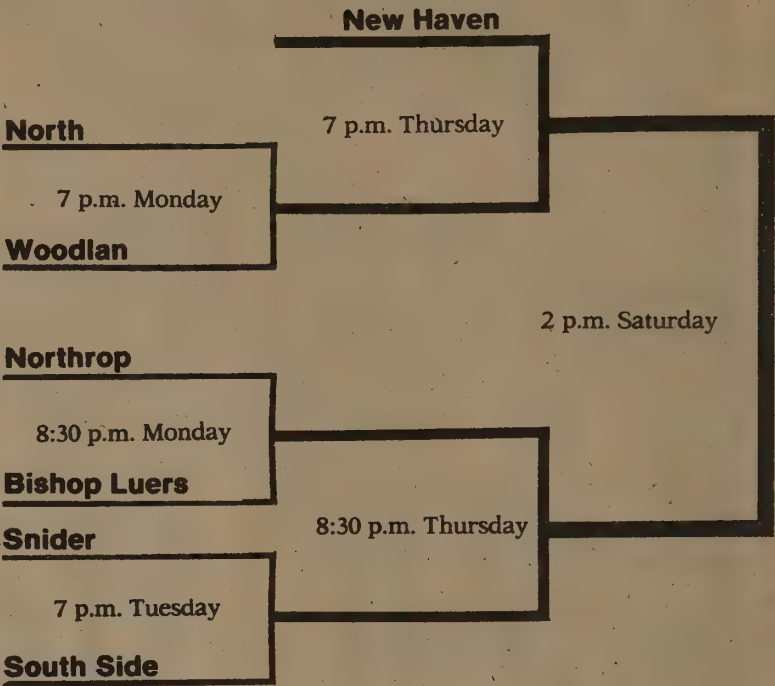 New Haven
7 p.m. Thursday
North
7 p.m. Monday
Woodlan
2 p.m. Saturday
Northrop
8:30 p.m. Monday
Bishop Luers
8:30 p.m. Thursday
Snider
7 p.m. Tuesday
South Side